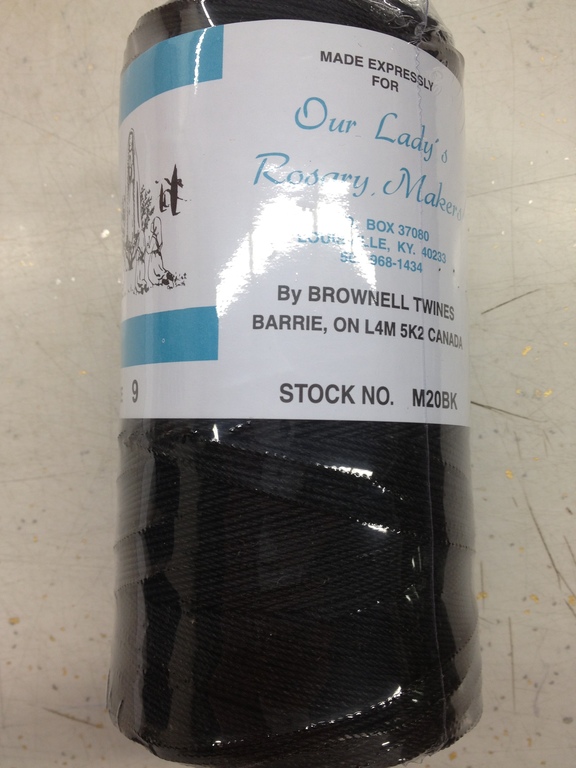 MADE EXPRESSLY
FOR
Our Lady's
Rosary Makers
BOX 37080
KY. 40233
968-1434
By BROWNELL TWINES
BARRIE, ON L4M 5K2 CANADA
9
STOCK NO. M20BK